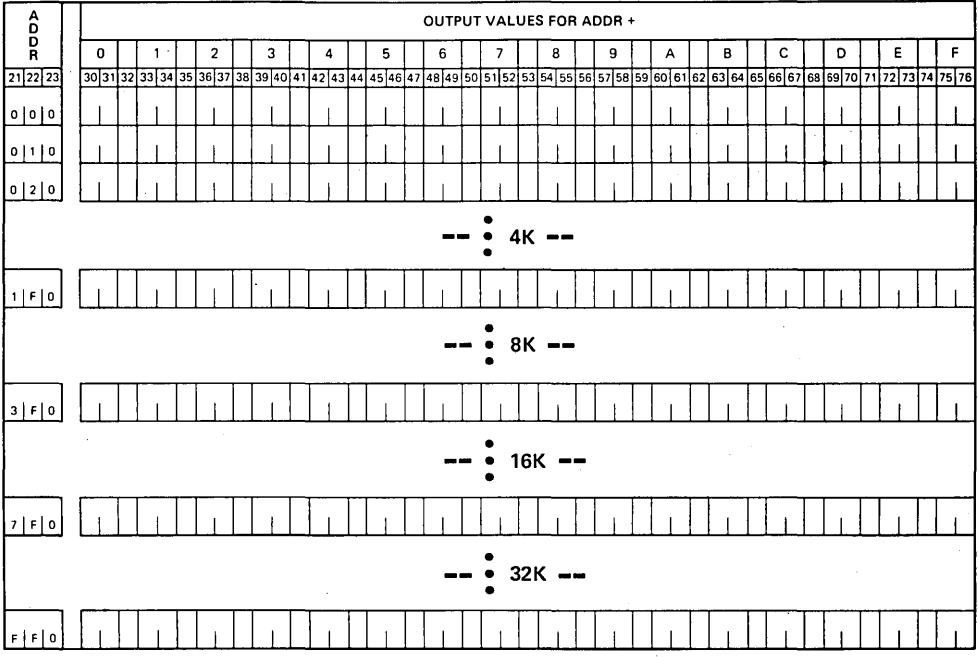 A
D
D
R
OUTPUT VALUES FOR ADDR +
0 1 2 3 4 5 6 7 8 9 A B C D E F
21 22 23 30 31 32 33 34 35 36 37 38 39 40 41 42 43 44 45 46 47 48 49 50 51 52 53 54 55 56 57 58 59 60 61 62 63 64 65 66 67 68 69 70 71 72 73 74 75 76
0 0 0
0 1 0
0 2 0
4K
1 F 0
8K
3 F 0
16K
7 F 0
32K
F F 0